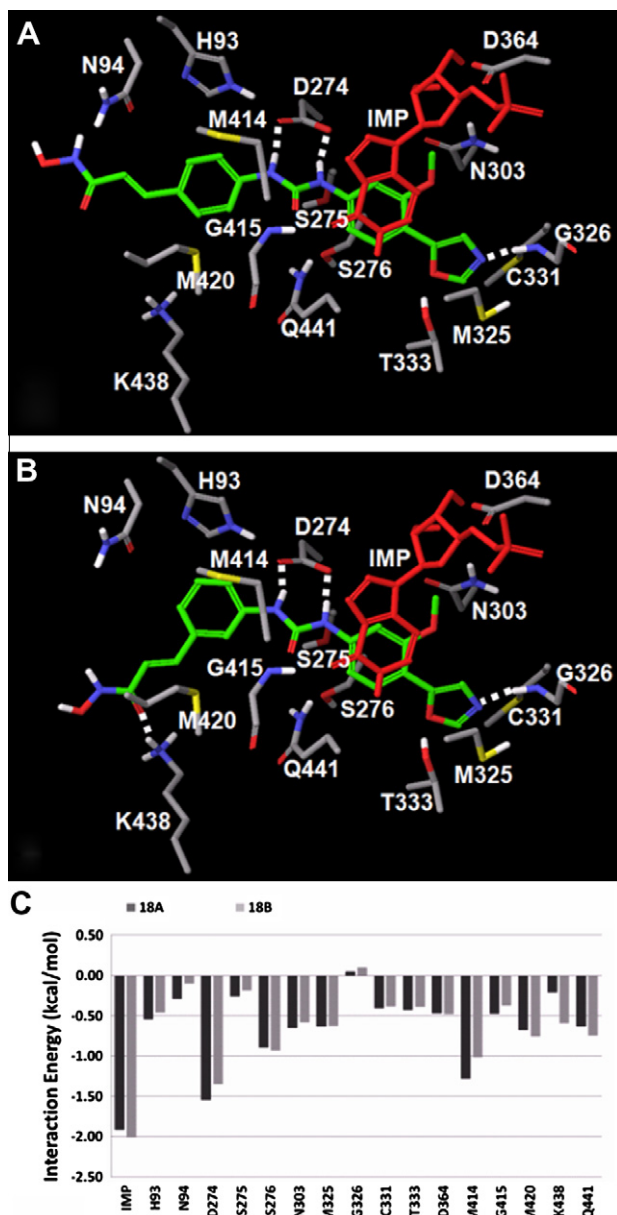 A
H93
D364
N94
D274
IMP
M414
N303
G415
S275
G326
M420
S276
C331
Q441
M325
T333
K438
B
H93
D364
N94
D274
IMP
M414
N303
G415
S275
G326
M420
S276
C331
Q441
M325
T333
K438
C
18A 18B
Interaction Energy (kcal/mol)
0.50
0.00
-0.50
-1.00
-1.50
-2.00
-2.50
IMP H93 N94 D274 S275 S276 N303 M325 G326 C331 T333 D364 M414 G415 M420 K438 Q441